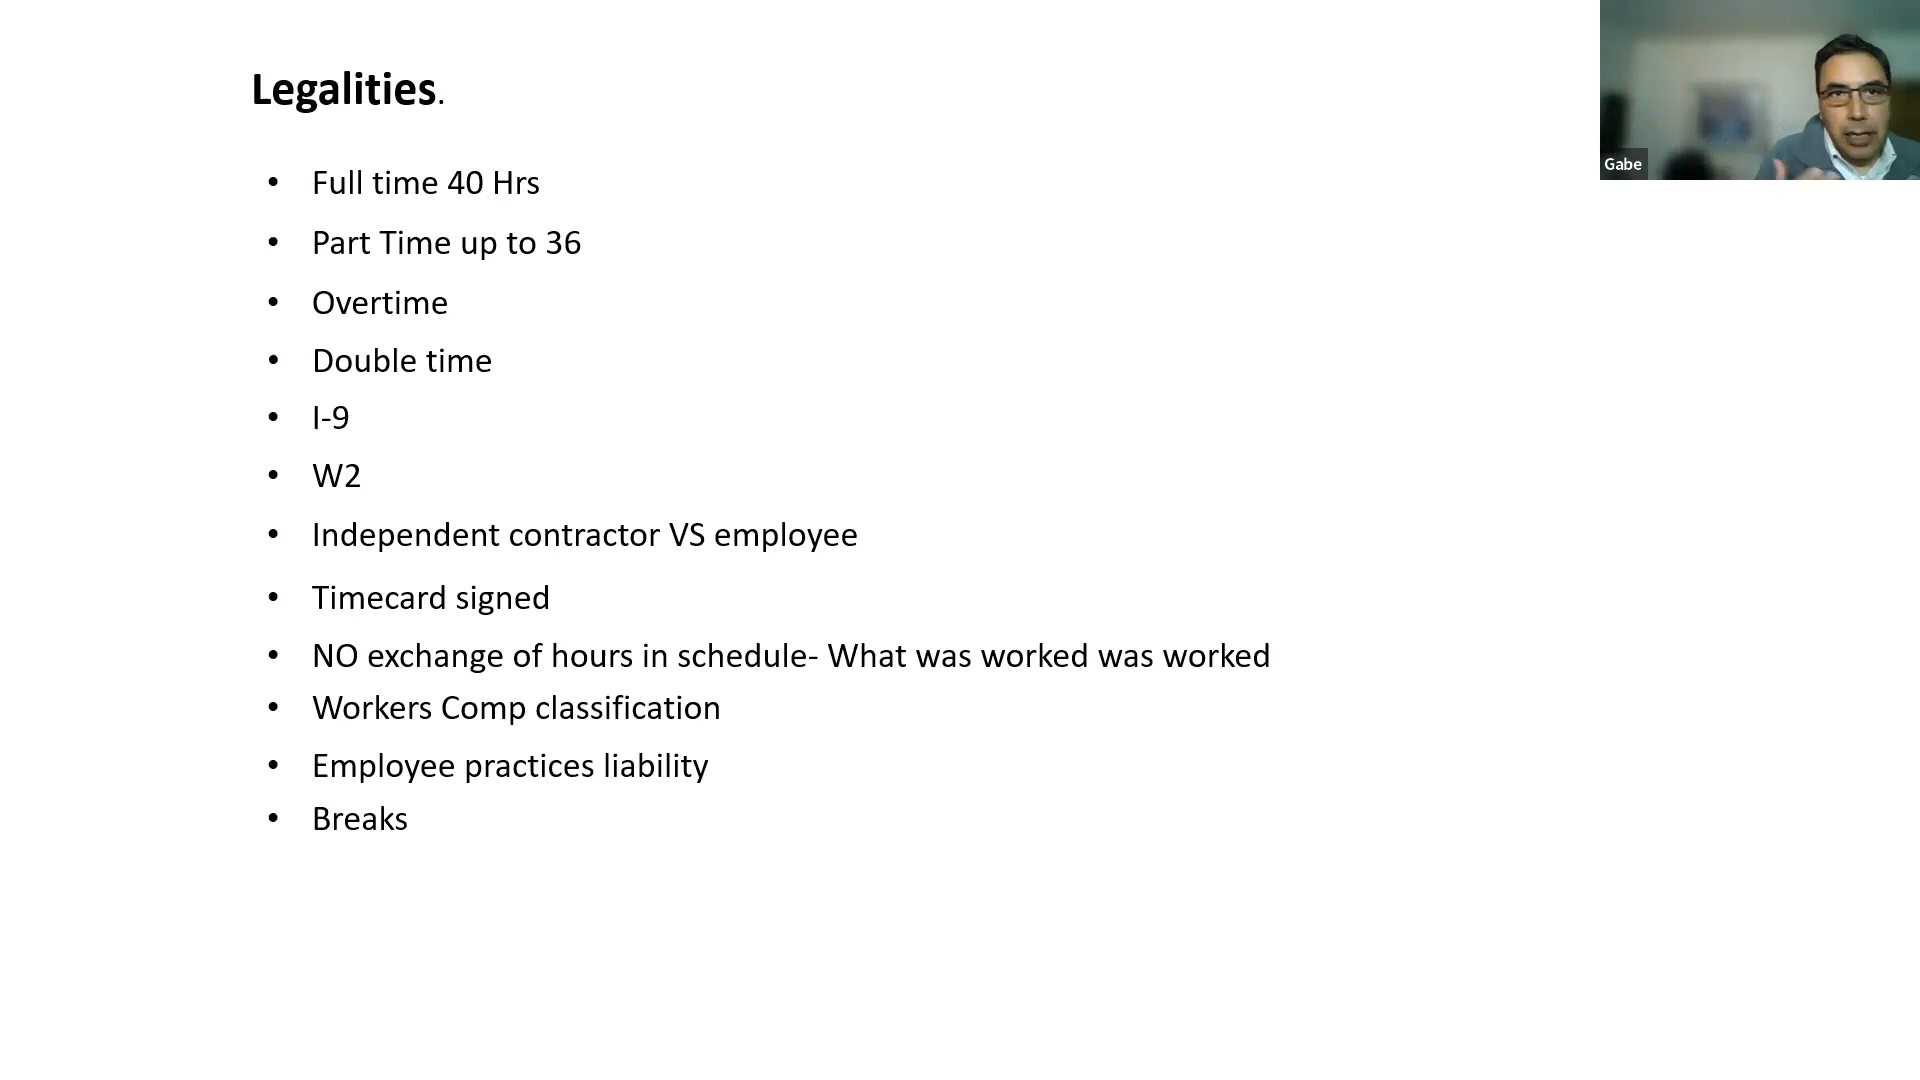 Legalities.
• Full time 40 Hrs
• Part Time up to 36
• Overtime
• Double time
• I-9
• W2
• Independent contractor VS employee
• Timecard signed
• NO exchange of hours in schedule- What was worked was worked
• Workers Comp classification
• Employee practices liability
• Breaks
Gabe